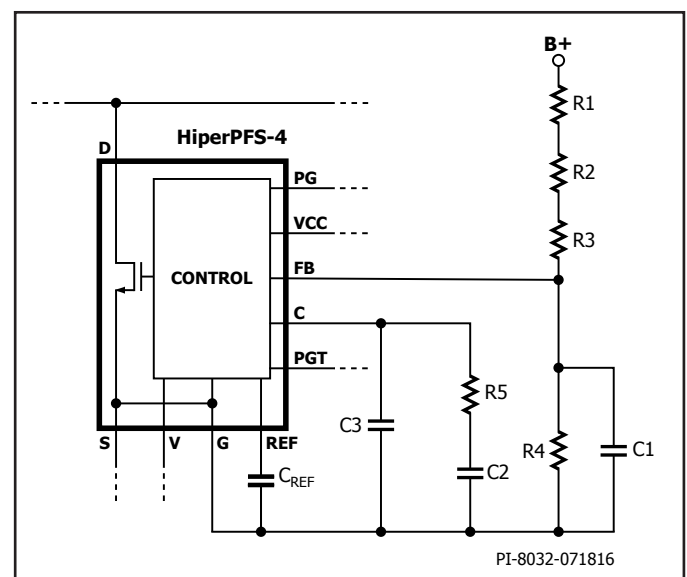 B+
R1
HiperPFS-4
D
R2
PG
VCC
R3
FB
CONTROL
C
PGT
R5
C3
R4
C1
S
V
G
REF
C2
CREF
PI-8032-071816